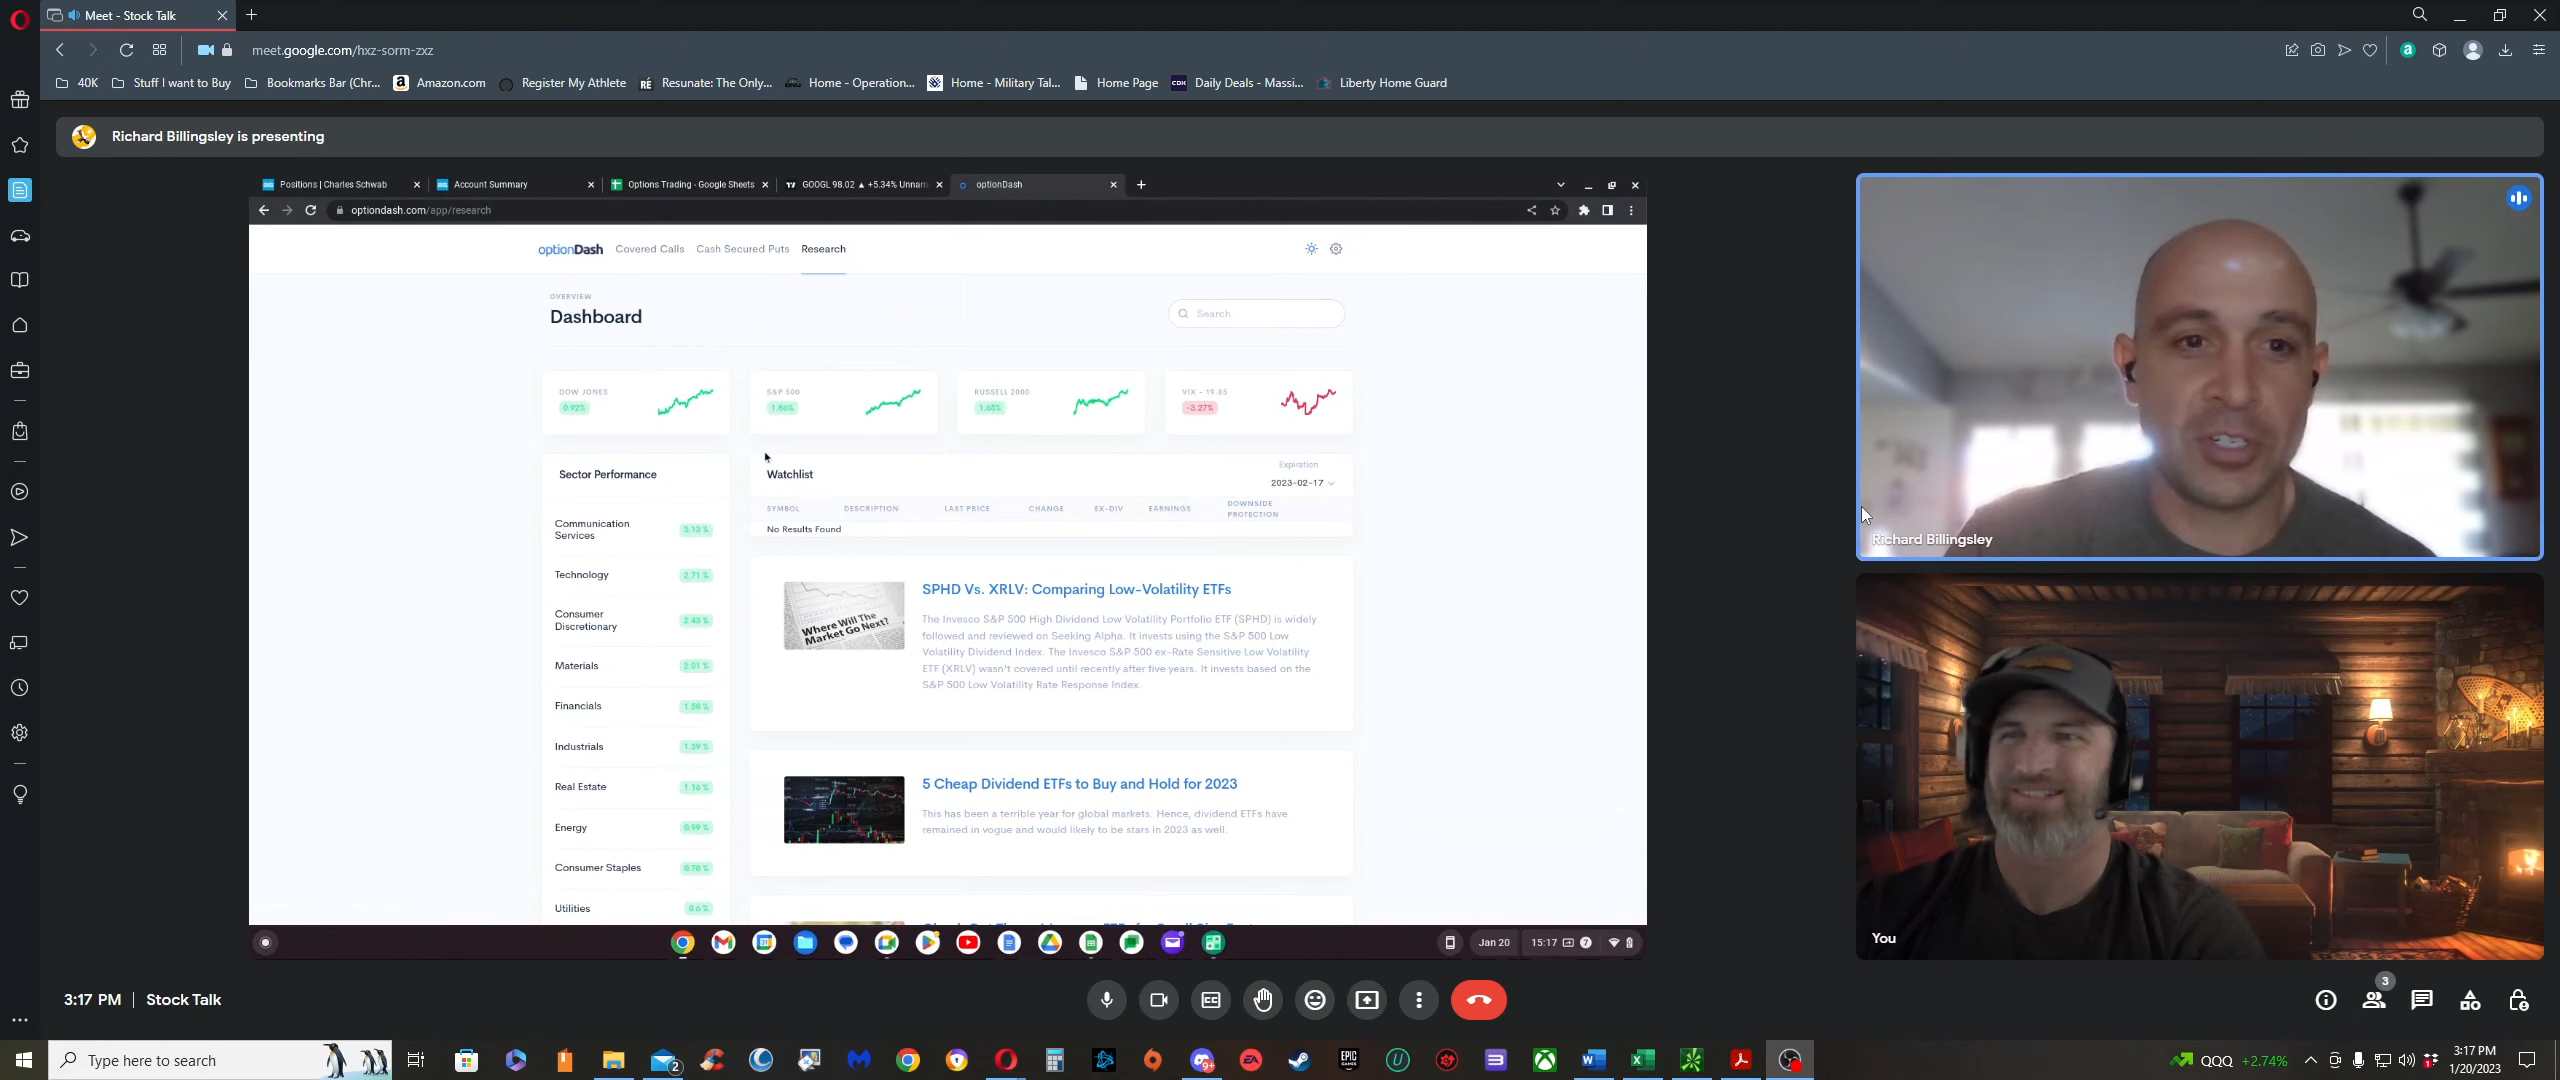 Meet - Stock Talk
meet.google.com/hxz-sorm-zxz
40K Stuff I want to Buy Bookmarks Bar (Chr... Amazon.com Register My Athlete Resunate: The Only,... Home - Operation... Home - Military Tal... Home Page Daily Deals - Massi... Liberty Home Guard
Richard Billingsley is presenting
Positions | Charles Schwab Account Summary Options Trading - Google Sheets GOOGL 98.02 ▲ +5.34% Unnam optionDash
optiondash.com/app/research
optionDash Covered Calls Cash Secured Puts Research
OVERVIEW
Dashboard
Search
DOW JONES
0.92%
S&P 500
1.86%
RUSSELL 2000
1.65%
VIX - 19.85
-3.27%
Sector Performance
Communication
Services
3.13 %
Technology 2.71 %
Consumer
Discretionary
2.43 %
Materials 2.01 %
Financials 1.58 %
Industrials 1.39 %
Real Estate 1.16 %
Energy 0.99 %
Consumer Staples 0.78 %
Utilities 0.6 %
Watchlist
Expiration
2023-02-17
SYMBOL DESCRIPTION LAST PRICE CHANGE EX-DIV EARNINGS DOWNSIDE
PROTECTION
No Results Found
Where Will The
Market Go Next?
SPHD Vs. XRLV: Comparing Low-Volatility ETFs
The Invesco S&P 500 High Dividend Low Volatility Portfolio ETF (SPHD) is widely
followed and reviewed on Seeking Alpha. It invests using the S&P 500 Low
Volatility Dividend Index. The Invesco S&P 500 ex-Rate Sensitive Low Volatility
ETF (XRLV) wasn't covered until recently after five years. It invests based on the
S&P 500 Low Volatility Rate Response Index.
5 Cheap Dividend ETFs to Buy and Hold for 2023
This has been a terrible year for global markets. Hence, dividend ETFs have
remained in vogue and would likely to be stars in 2023 as well.
Jan 20 15:17 7
Richard Billingsley
You
3:17 PM | Stock Talk
3
Type here to search
2
9+
EA
EPIC
QQQ +2.74%
3:17 PM
1/20/2023